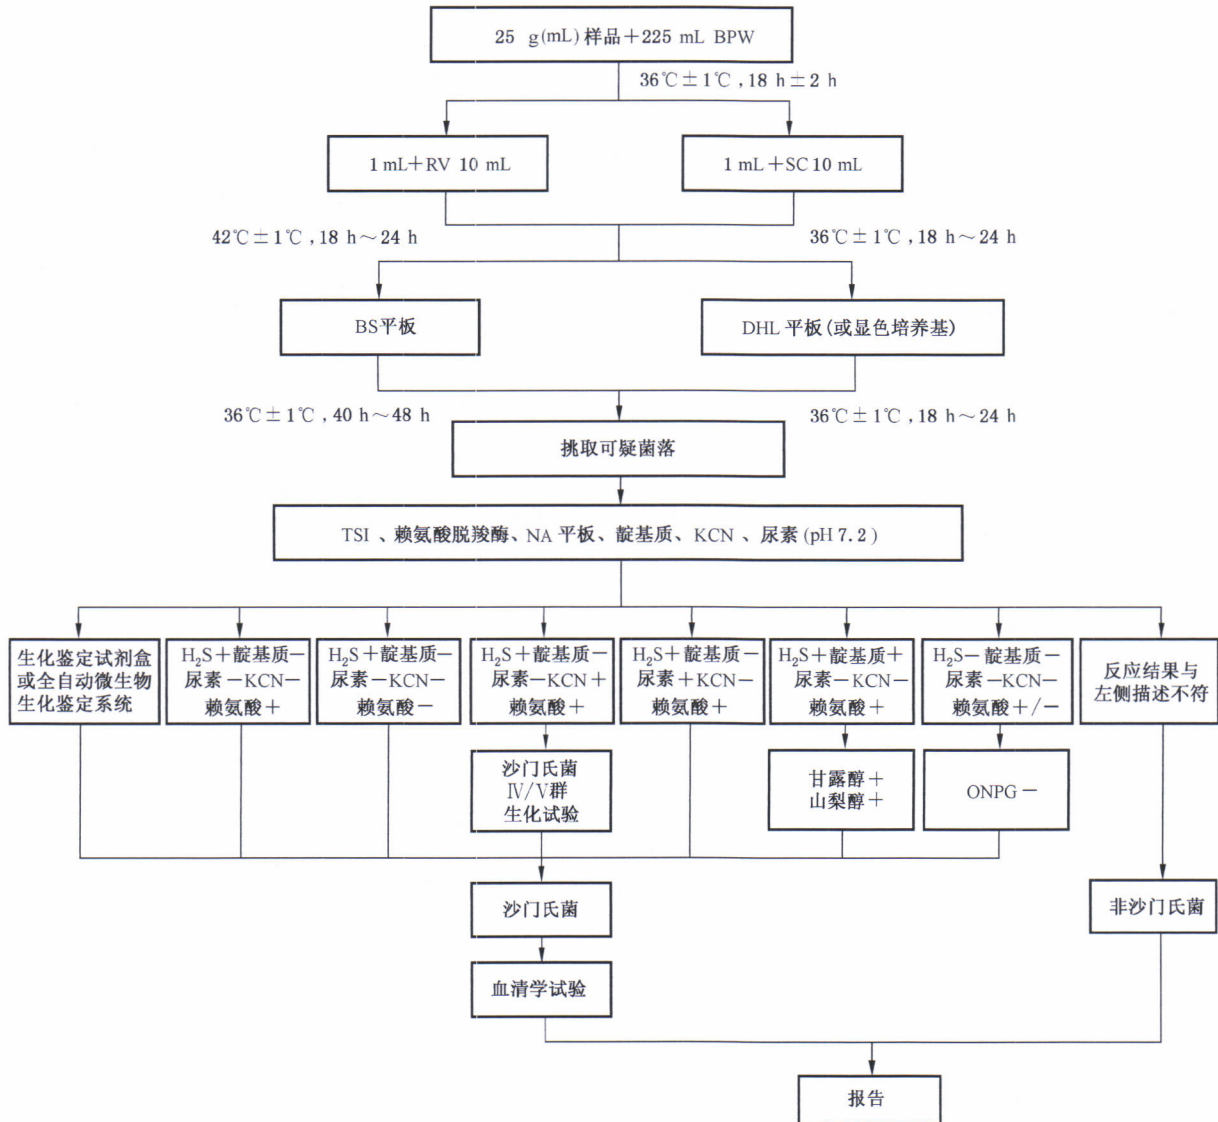 25 g(mL)样品+225 mL BPW
36℃±1℃,18 h±2 h
1 mL+RV 10 mL
1 mL+SC 10 mL
42℃±1℃,18 h～24 h
36℃±1℃,18 h～24 h
BS平板
DHL 平板(或显色培养基)
36℃±1℃,40 h～48 h
36℃±1℃,18 h～24 h
挑取可疑菌落
TSI、赖氨酸脱羧酶、NA 平板、靛基质、KCN、尿素(pH 7.2)
生化鉴定试剂盒
或全自动微生物
生化鉴定系统
H₂S+靛基质−
尿素−KCN−
赖氨酸+
H₂S+靛基质−
尿素−KCN−
赖氨酸−
H₂S+靛基质−
尿素−KCN+
赖氨酸+
H₂S+靛基质−
尿素+KCN−
赖氨酸+
H₂S+靛基质+
尿素−KCN−
赖氨酸+
H₂S−靛基质−
尿素−KCN−
赖氨酸+/−
反应结果与
左侧描述不符
沙门氏菌
Ⅳ/Ⅴ群
生化试验
甘露醇+
山梨醇+
ONPG−
沙门氏菌
非沙门氏菌
血清学试验
报告